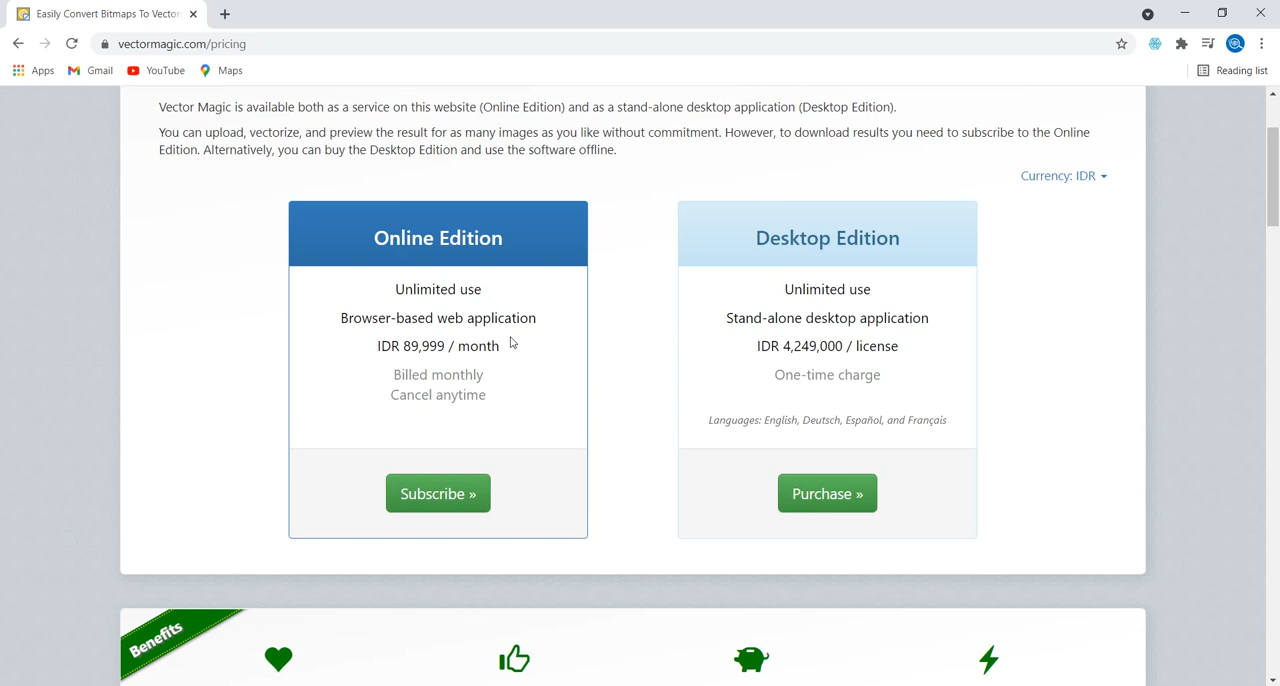 Easily Convert Bitmaps To Vector
vectormagic.com/pricing
Apps
Gmail
YouTube
Maps
Reading list
Vector Magic is available both as a service on this website (Online Edition) and as a stand-alone desktop application (Desktop Edition).
You can upload, vectorize, and preview the result for as many images as you like without commitment. However, to download results you need to subscribe to the Online
Edition. Alternatively, you can buy the Desktop Edition and use the software offline.
Currency: IDR
Online Edition
Unlimited use
Browser-based web application
IDR 89,999 / month
Billed monthly
Cancel anytime
Subscribe »
Desktop Edition
Unlimited use
Stand-alone desktop application
IDR 4,249,000 / license
One-time charge
Languages: English, Deutsch, Español, and Français
Purchase »
Benefits